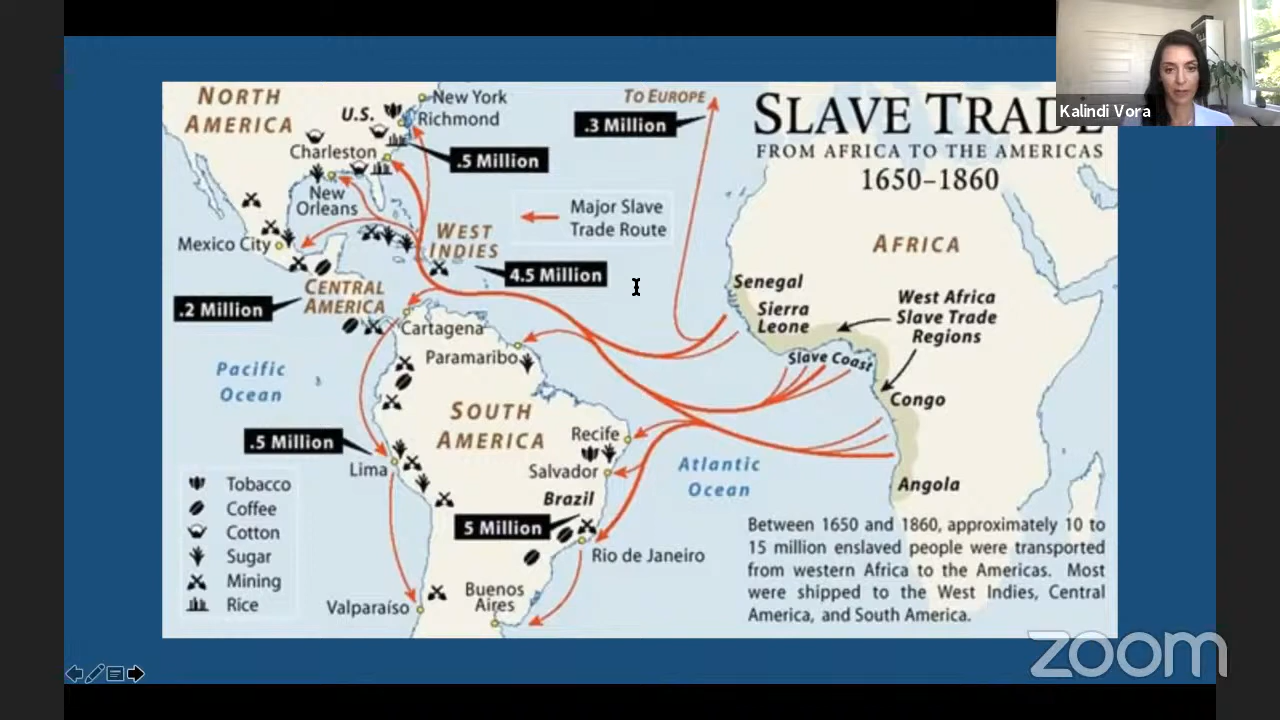 Kalindi Vora
SLAVE TRADE
FROM AFRICA TO THE AMERICAS
1650–1860
NORTH
AMERICA
U.S.
New York
Richmond
TO EUROPE
.3 Million
Charleston
.5 Million
New
Orleans
Major Slave
Trade Route
Mexico City
WEST
INDIES
4.5 Million
AFRICA
CENTRAL
AMERICA
.2 Million
Senegal
Sierra
Leone
West Africa
Slave Trade
Regions
Slave Coast
Cartagena
Paramaribo
Pacific
Ocean
Congo
SOUTH
AMERICA
Recife
.5 Million
Lima
Salvador
Atlantic
Ocean
Angola
Brazil
5 Million
Rio de Janeiro
Tobacco
Coffee
Cotton
Sugar
Mining
Rice
Valparaíso
Buenos
Aires
Between 1650 and 1860, approximately 10 to
15 million enslaved people were transported
from western Africa to the Americas. Most
were shipped to the West Indies, Central
America, and South America.
zoom